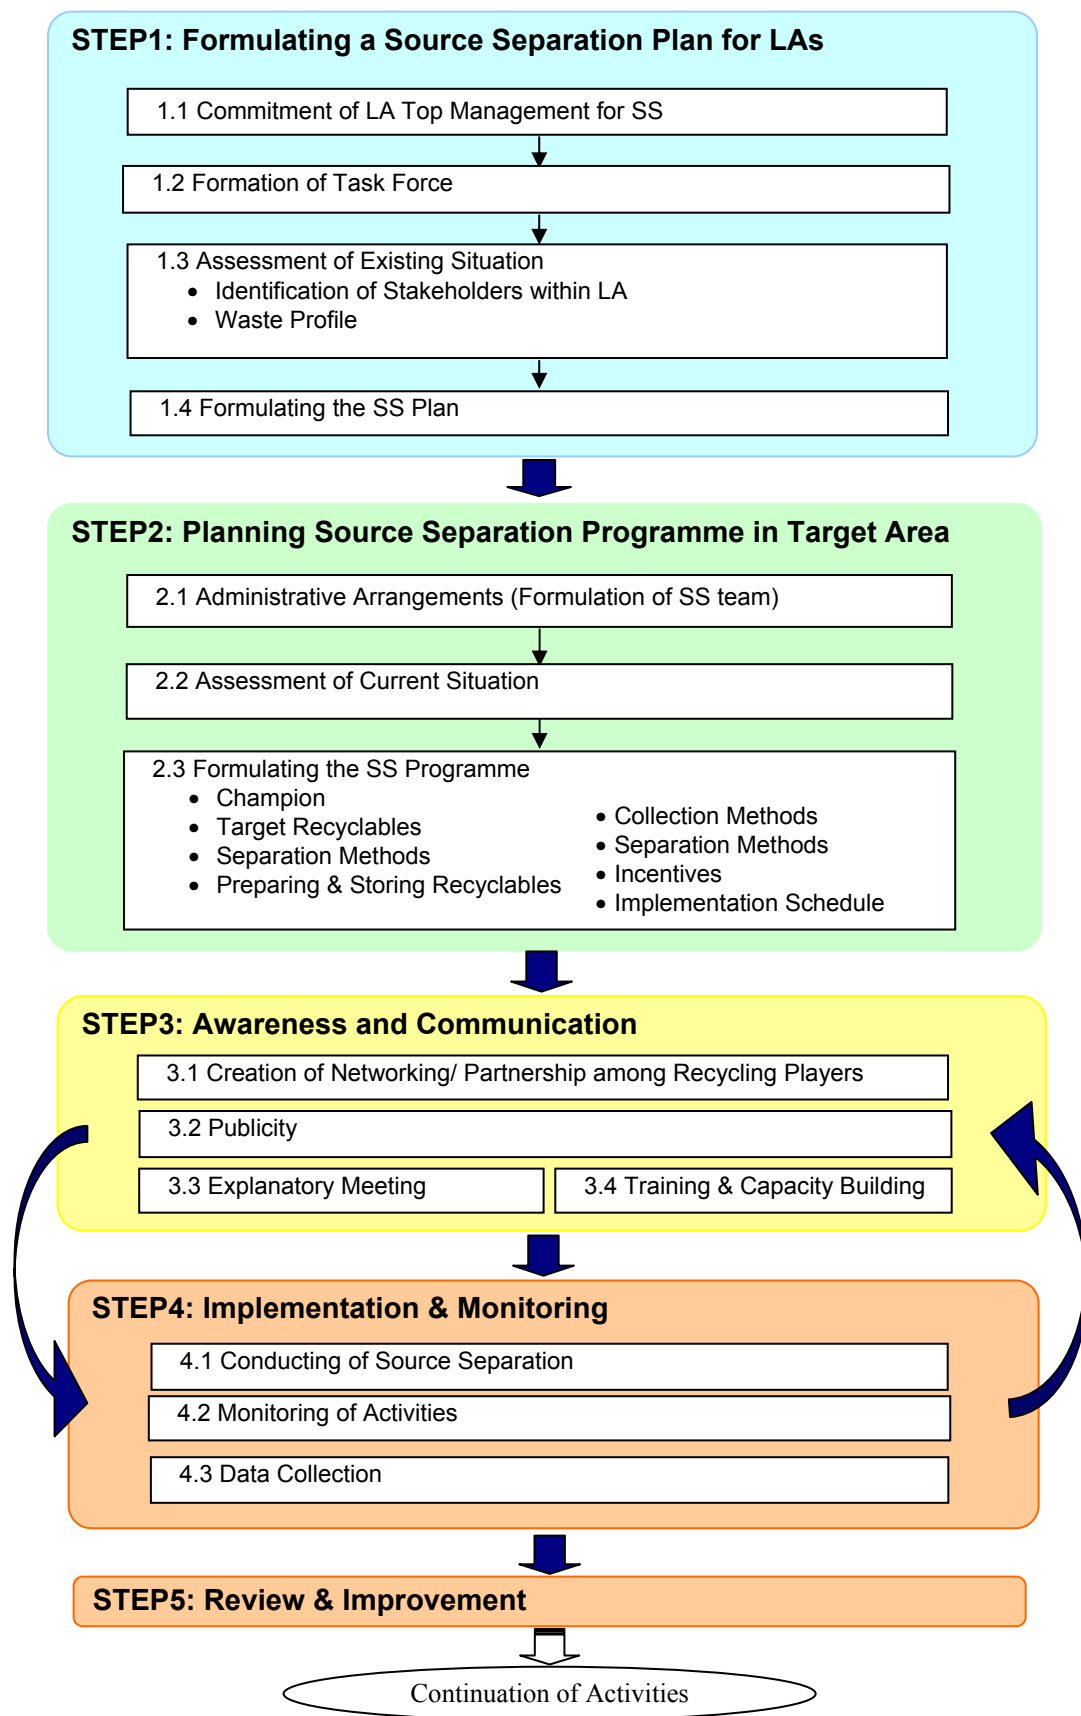 STEP1: Formulating a Source Separation Plan for LAs
1.1 Commitment of LA Top Management for SS
1.2 Formation of Task Force
1.3 Assessment of Existing Situation
• Identification of Stakeholders within LA
• Waste Profile
1.4 Formulating the SS Plan
STEP2: Planning Source Separation Programme in Target Area
2.1 Administrative Arrangements (Formulation of SS team)
2.2 Assessment of Current Situation
2.3 Formulating the SS Programme
• Champion
• Target Recyclables
• Separation Methods
• Preparing & Storing Recyclables
• Collection Methods
• Separation Methods
• Incentives
• Implementation Schedule
STEP3: Awareness and Communication
3.1 Creation of Networking/ Partnership among Recycling Players
3.2 Publicity
3.3 Explanatory Meeting
3.4 Training & Capacity Building
STEP4: Implementation & Monitoring
4.1 Conducting of Source Separation
4.2 Monitoring of Activities
4.3 Data Collection
STEP5: Review & Improvement
Continuation of Activities